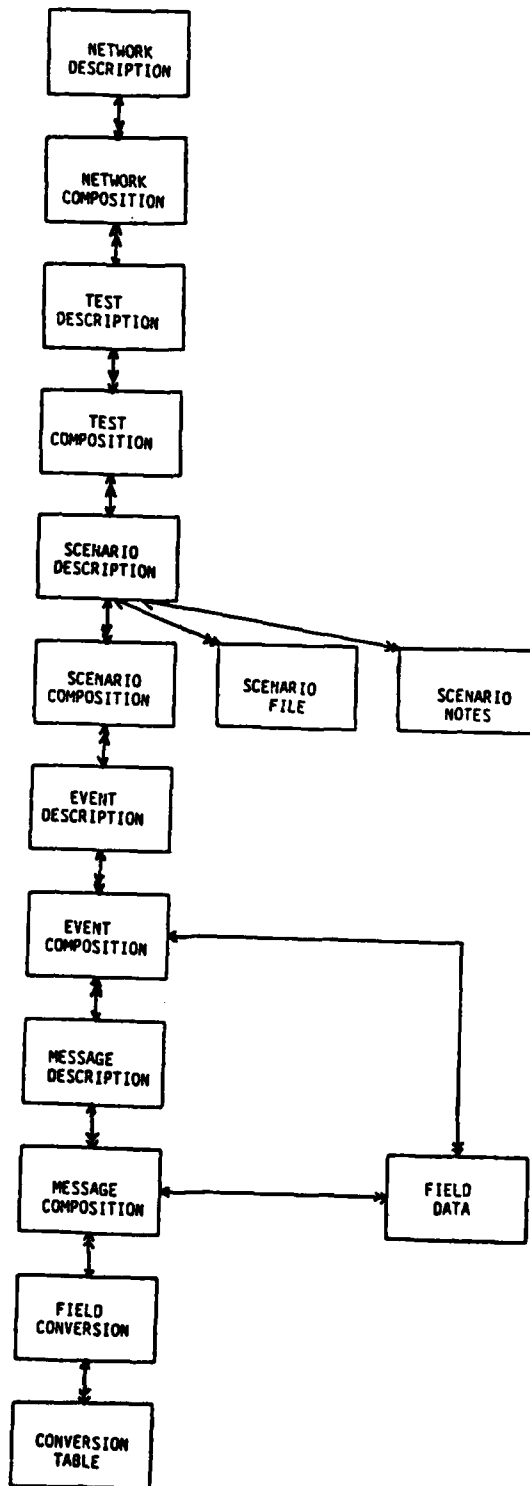 NETWORK
DESCRIPTION
NETWORK
COMPOSITION
TEST
DESCRIPTION
TEST
COMPOSITION
SCENARIO
DESCRIPTION
SCENARIO
COMPOSITION
SCENARIO
FILE
SCENARIO
NOTES
EVENT
DESCRIPTION
EVENT
COMPOSITION
MESSAGE
DESCRIPTION
MESSAGE
COMPOSITION
FIELD
DATA
FIELD
CONVERSION
CONVERSION
TABLE